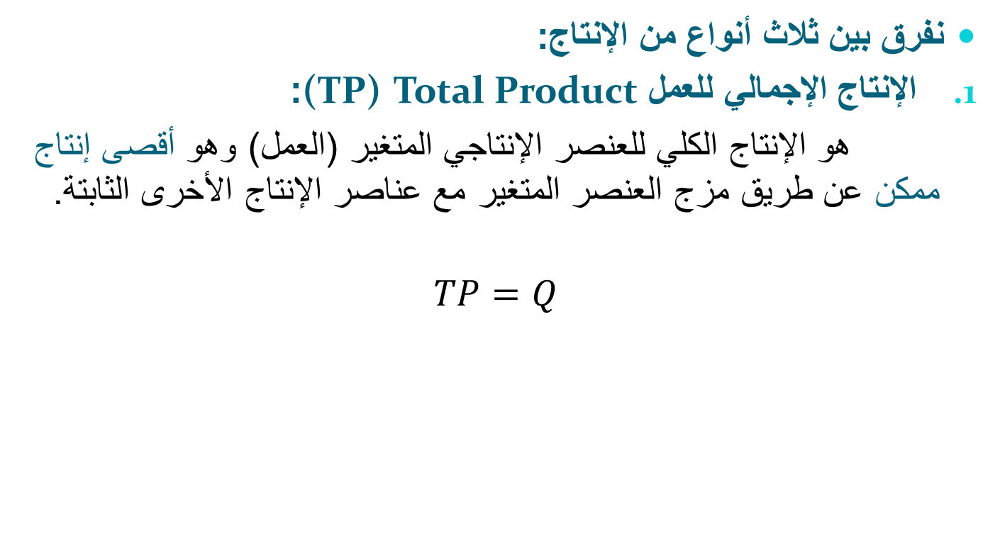 • نفرق بين ثلاث أنواع من الإنتاج:
1. الإنتاج الإجمالي للعمل Total Product (TP):
هو الإنتاج الكلي للعنصر الإنتاجي المتغير (العمل) وهو أقصى إنتاج
ممكن عن طريق مزج العنصر المتغير مع عناصر الإنتاج الأخرى الثابتة.
TP = Q